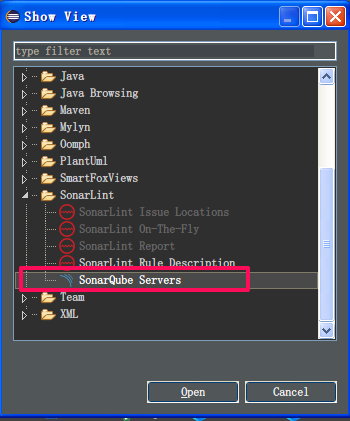 Show View
type filter text
Java
Java Browsing
Maven
Mylyn
Oomph
PlantUml
SmartFoxViews
SonarLint
SonarLint Issue Locations
SonarLint On-The-Fly
SonarLint Report
SonarLint Rule Description
SonarQube Servers
Team
XML
Open
Cancel